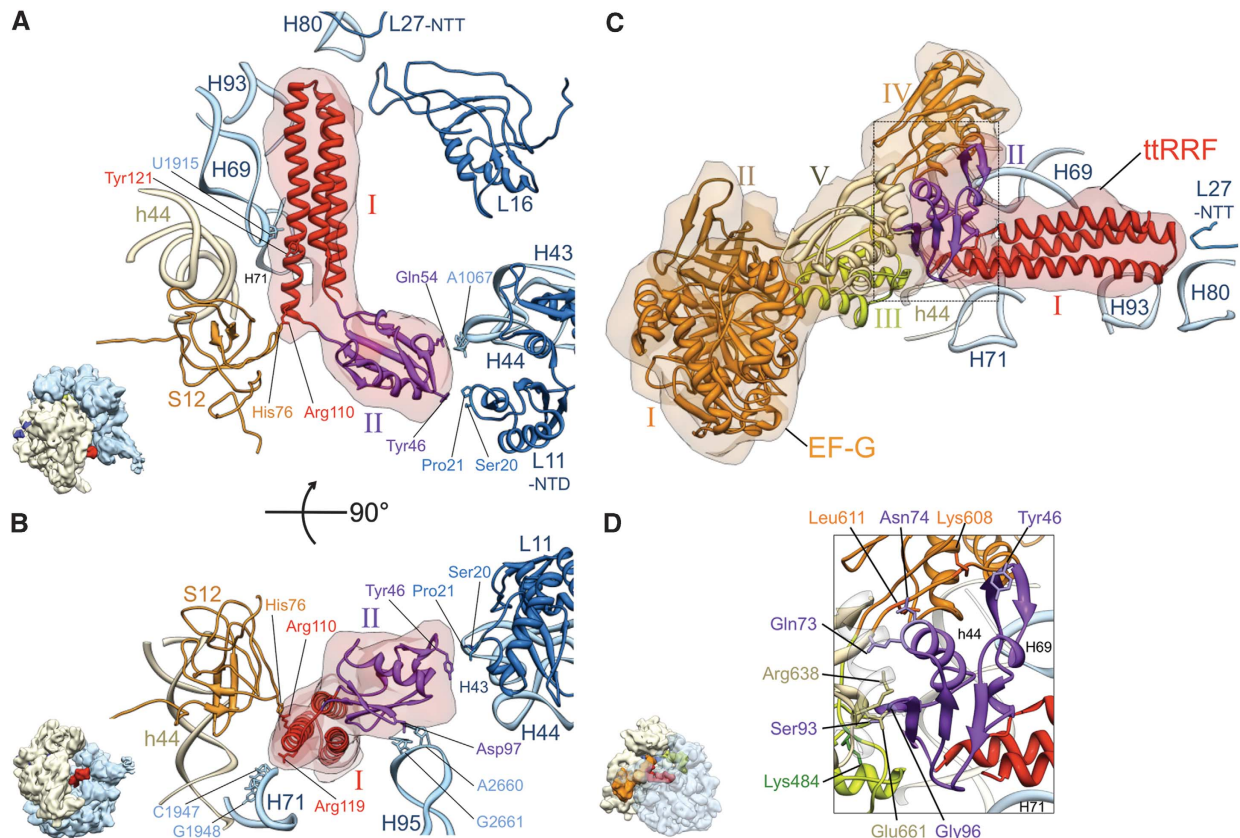 A
H80
L27-NTT
H93
U1915
H69
Tyr121
h44
I
L16
H71
Gln54
A1067
H43
H44
S12
His76
Arg110
II
Tyr46
Pro21
Ser20
L11
-NTD
90°
B
S12
His76
Arg110
II
Tyr46
Pro21
Ser20
L11
H43
H44
h44
I
Asp97
C1947
G1948
H71
Arg119
A2660
H95
G2661
C
IV
II
V
II
H69
ttRRF
L27
-NTT
III
h44
I
H93
H80
H71
I
EF-G
D
Leu611
Asn74
Lys608
Tyr46
Gln73
h44
H69
Arg638
Ser93
Lys484
H71
Glu661
Gly96